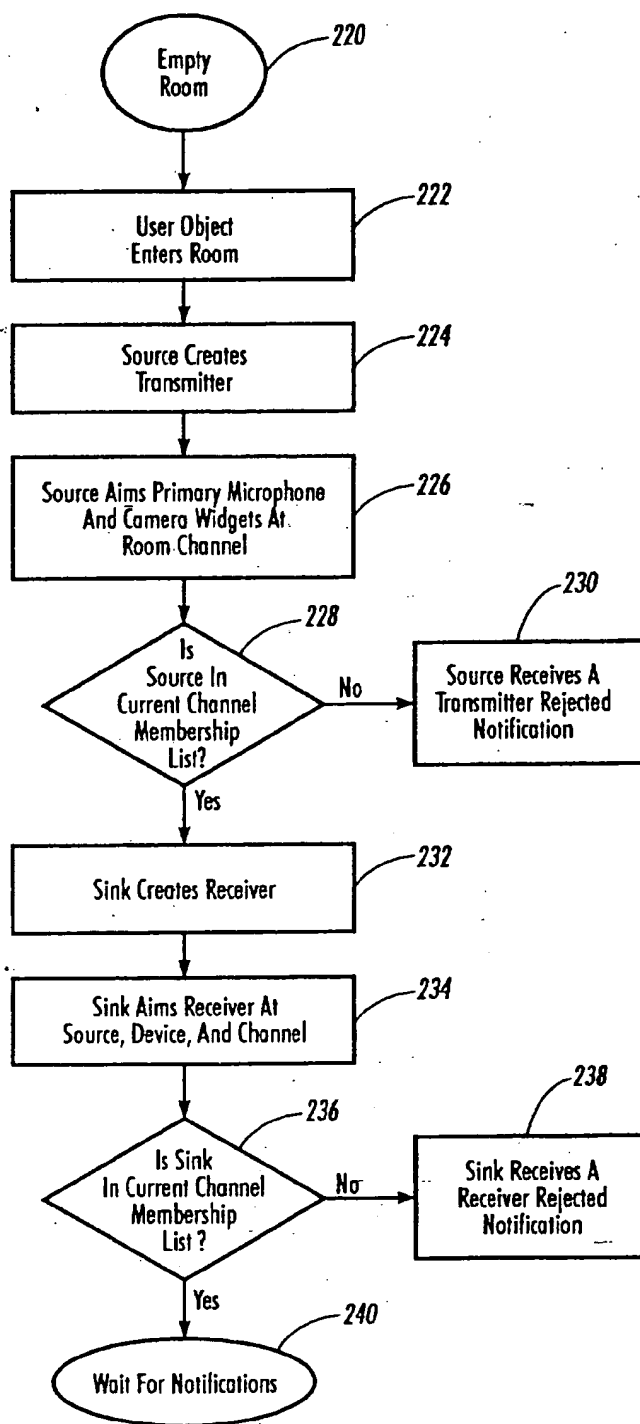 220
Empty
Room
222
User Object
Enters Room
224
Source Creates
Transmitter
226
Source Aims Primary Microphone
And Camera Widgets At
Room Channel
228
Is
Source In
Current Channel
Membership
List?
No
230
Source Receives A
Transmitter Rejected
Notification
Yes
232
Sink Creates Receiver
234
Sink Aims Receiver At
Source, Device, And Channel
236
Is Sink
In Current Channel
Membership
List?
No
238
Sink Receives A
Receiver Rejected
Notification
Yes
240
Wait For Notifications